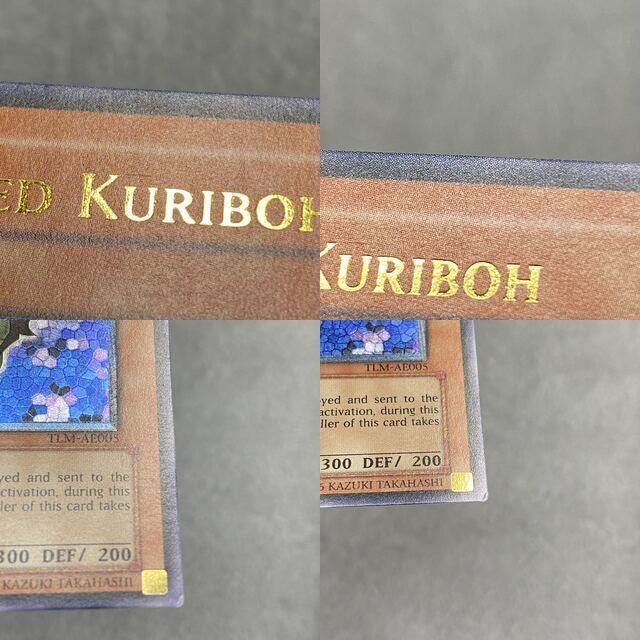 ED KURIBOH
KURIBOH
TLM-AE005
yed and sent to the
activation, during this
ler of this card takes
300 DEF/ 200
KAZUKI TAKAHASHI
TLM-AE005
oyed and sent to the
activation, during this
ller of this card takes
300 DEF/ 200
KAZUKI TAKAHASHI